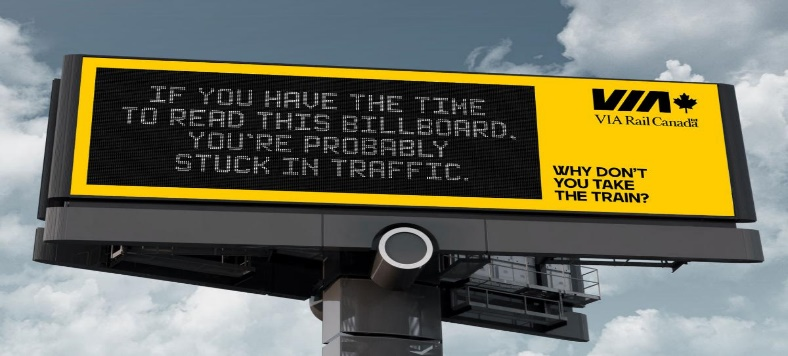 IF YOU HAVE THE TIME
TO READ THIS BILLBOARD,
YOU'RE PROBABLY
STUCK IN TRAFFIC.
VIA
VIA Rail Canada
WHY DON'T
YOU TAKE
THE TRAIN?